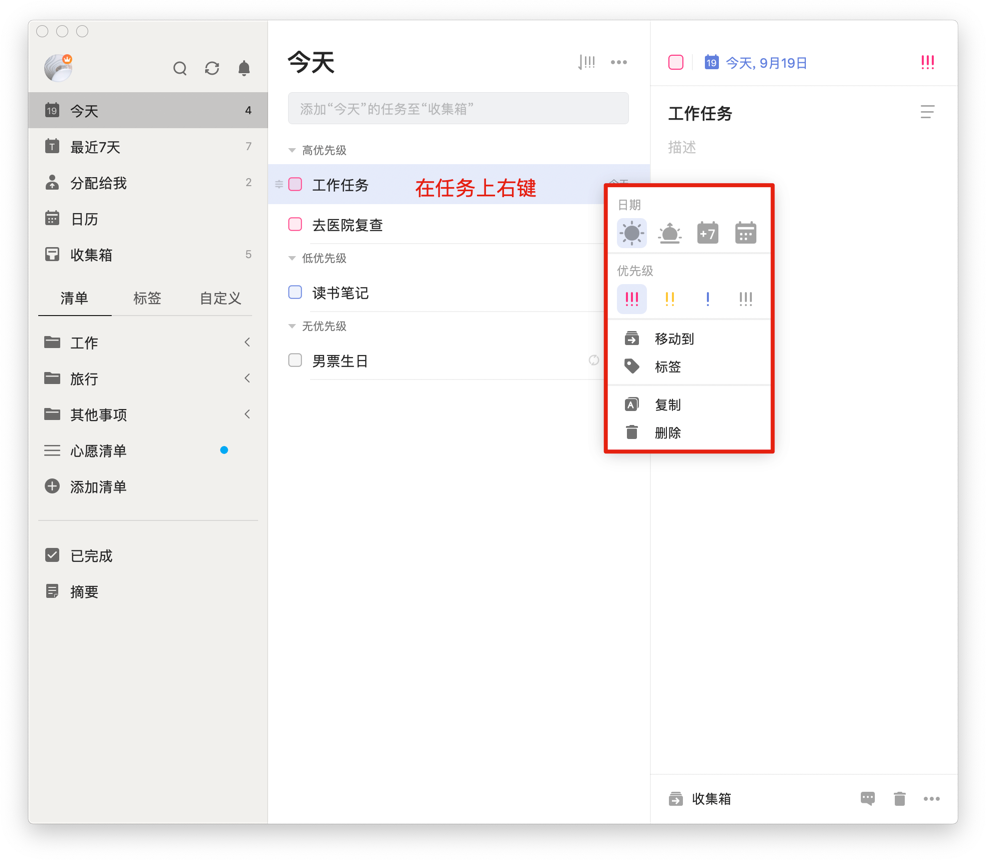 19
今天
4
T
最近7天
7
分配给我
2
日历
收集箱
5
清单
标签
自定义
工作
旅行
其他事项
心愿清单
添加清单
已完成
摘要
今天
添加“今天”的任务至“收集箱”
高优先级
工作任务
在任务上右键
去医院复查
低优先级
读书笔记
无优先级
男票生日
日期
+7
优先级
!!!
!!
!
!!!
移动到
标签
A
复制
删除
19
今天, 9月19日
!!!
工作任务
描述
收集箱